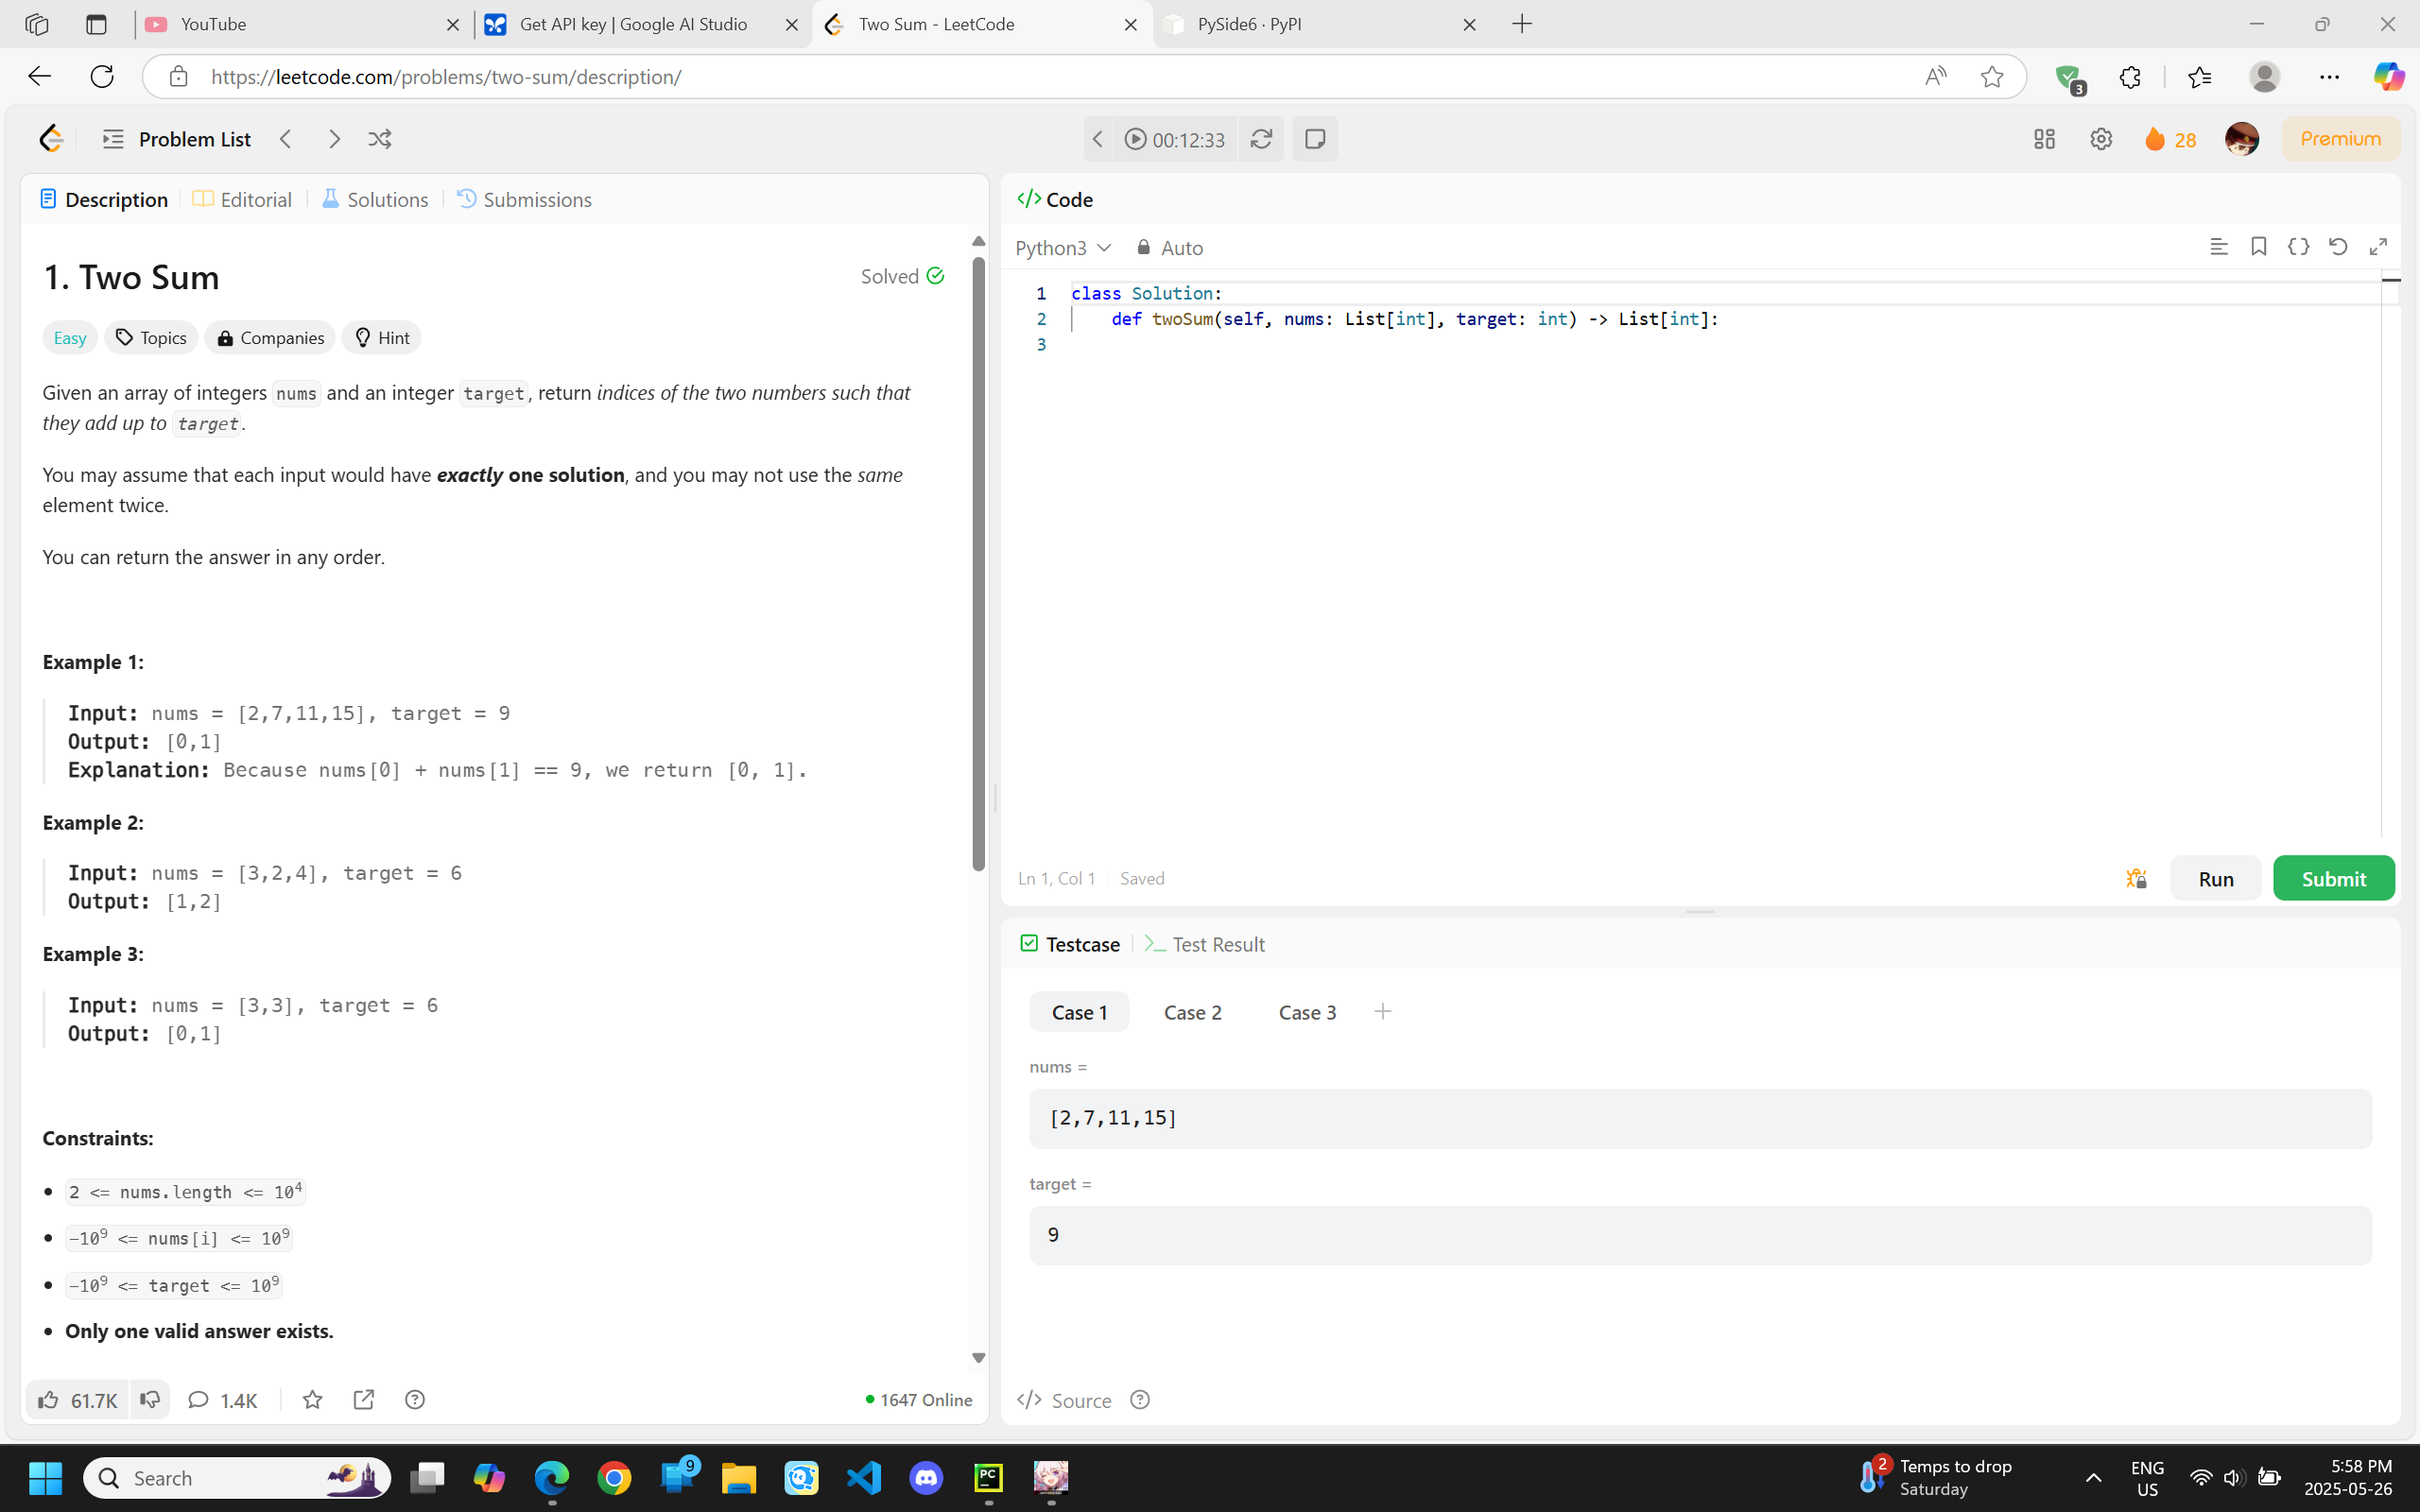 YouTube
Get API key | Google AI Studio
Two Sum - LeetCode
PySide6 · PyPI
https://leetcode.com/problems/two-sum/description/
3
Problem List
00:12:33
28
Premium
Description
Editorial
Solutions
Submissions
1. Two Sum
Solved
Easy
Topics
Companies
Hint
Given an array of integers nums and an integer target, return indices of the two numbers such that
they add up to target.
You may assume that each input would have exactly one solution, and you may not use the same
element twice.
You can return the answer in any order.
Example 1:
Input: nums = [2,7,11,15], target = 9
Output: [0,1]
Explanation: Because nums[0] + nums[1] == 9, we return [0, 1].
Example 2:
Input: nums = [3,2,4], target = 6
Output: [1,2]
Example 3:
Input: nums = [3,3], target = 6
Output: [0,1]
Constraints:
• 2 <= nums.length <= 10⁴
• -10⁹ <= nums[i] <= 10⁹
• -10⁹ <= target <= 10⁹
• Only one valid answer exists.
61.7K
1.4K
1647 Online
</> Code
Python3
Auto
1 class Solution:
2 def twoSum(self, nums: List[int], target: int) -> List[int]:
3
Ln 1, Col 1
Saved
Run
Submit
Testcase
Test Result
Case 1
Case 2
Case 3
nums =
[2,7,11,15]
target =
9
</> Source
Search
9
PC
2
Temps to drop
Saturday
ENG
US
5:58 PM
2025-05-26